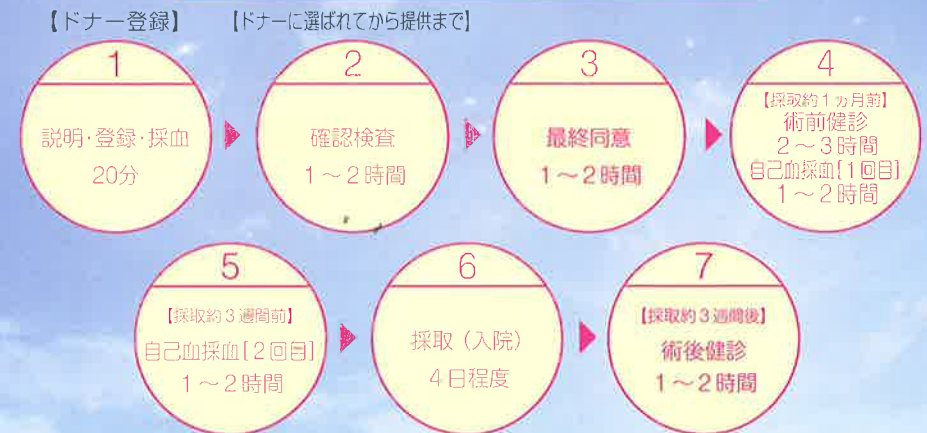 【ドナー登録】
【ドナーに選ばれてから提供まで】
1
説明・登録・採血
20分
2
確認検査
1〜2時間
3
最終同意
1〜2時間
4
【採取約1ヵ月前】
術前健診
2〜3時間
自己血採血[1回目]
1〜2時間
5
【採取約3週間前】
自己血採血[2回目]
1〜2時間
6
採取（入院）
4日程度
7
【採取約3週間後】
術後健診
1〜2時間